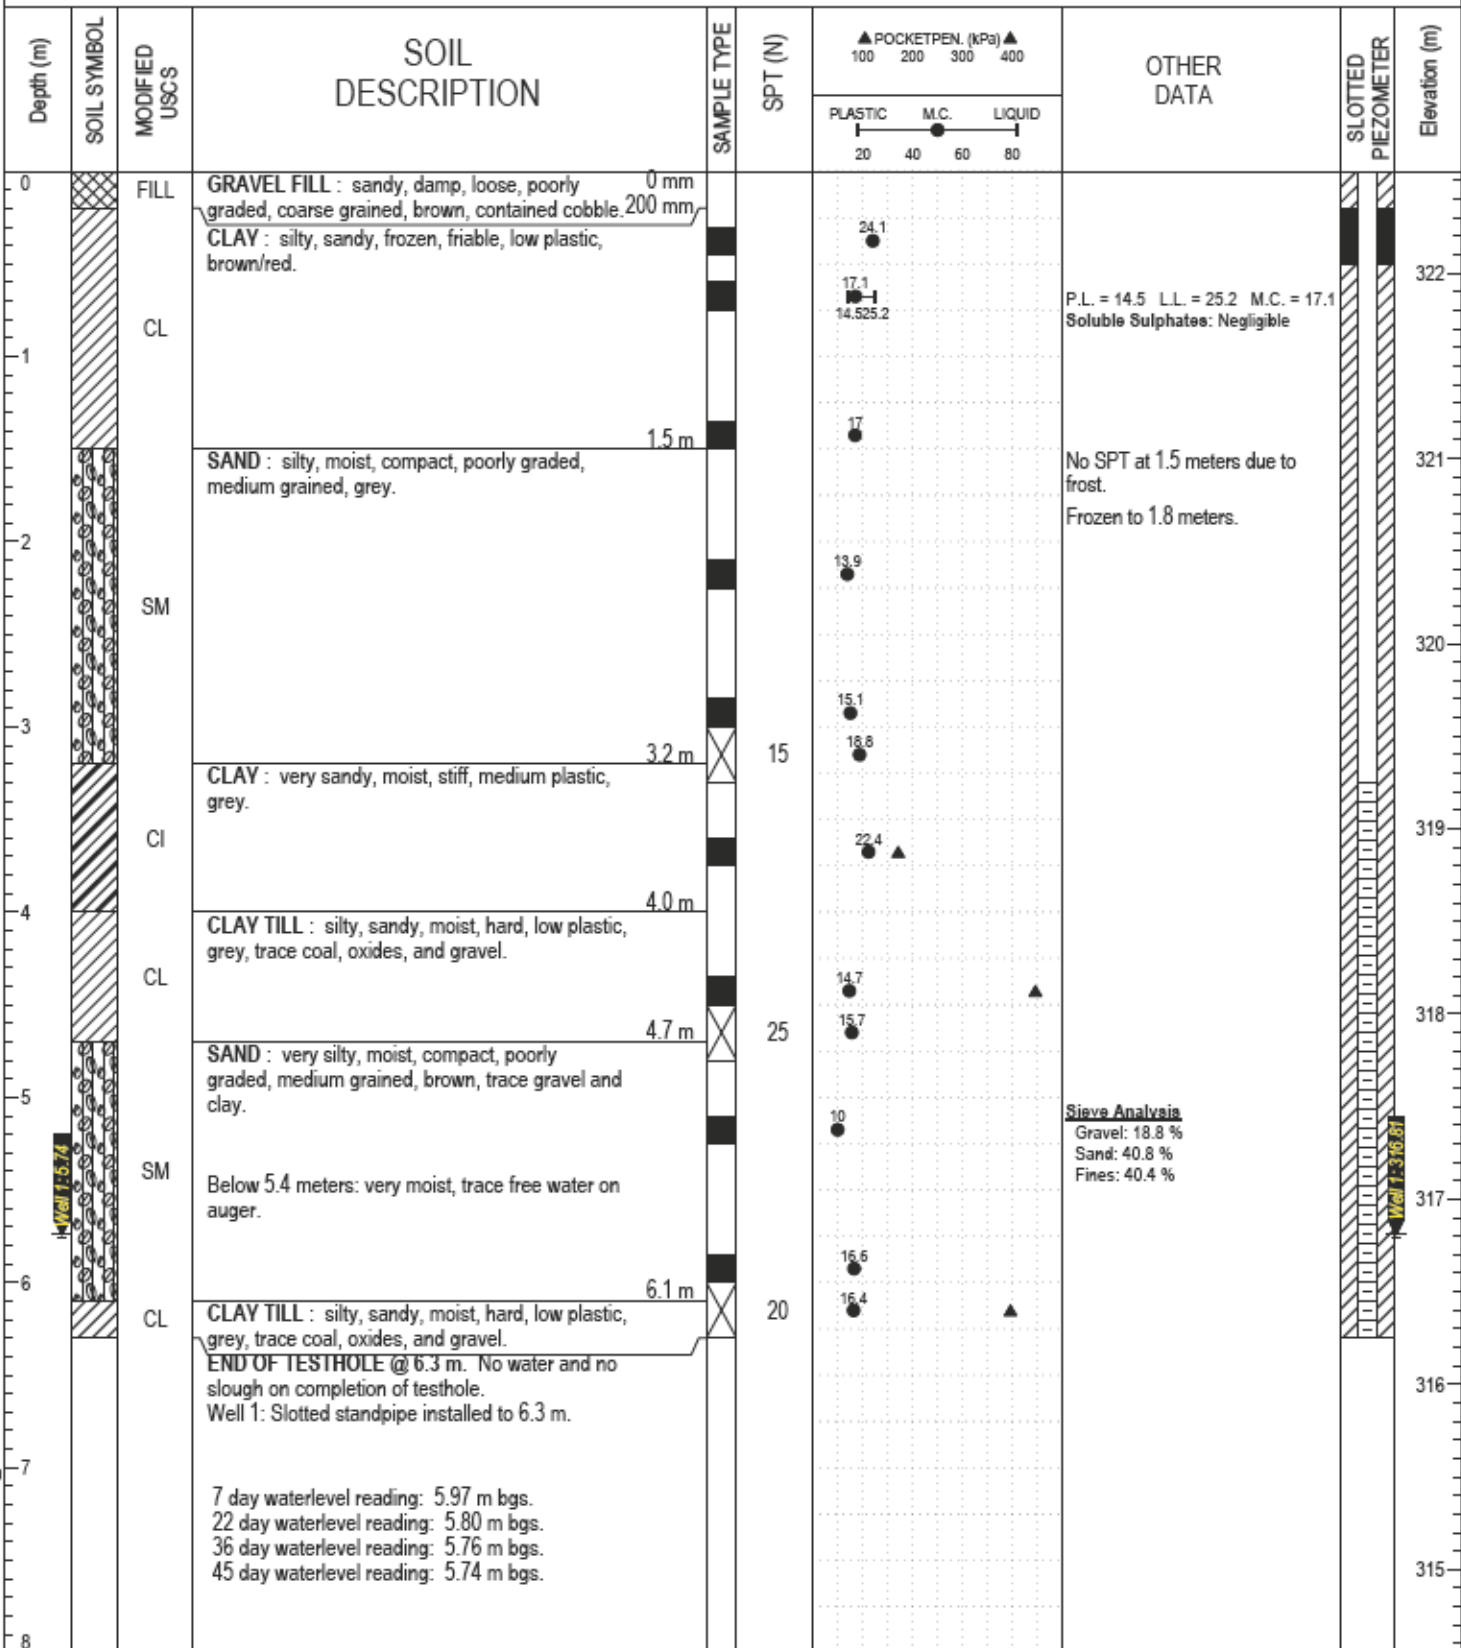 Depth (m)
SOIL SYMBOL
MODIFIED
USCS
SOIL
DESCRIPTION
SAMPLE TYPE
SPT (N)
▲ POCKETPEN. (kPa) ▲
100 200 300 400
PLASTIC M.C. LIQUID
20 40 60 80
OTHER
DATA
SLOTTED
PIEZOMETER
Elevation (m)
0
FILL
GRAVEL FILL : sandy, damp, loose, poorly 0 mm
graded, coarse grained, brown, contained cobble. 200 mm
CLAY : silty, sandy, frozen, friable, low plastic,
brown/red.
24.1
322
17.1
14.525.2
P.L. = 14.5 L.L. = 25.2 M.C. = 17.1
Soluble Sulphates: Negligible
CL
1
17
1.5 m
SAND : silty, moist, compact, poorly graded,
medium grained, grey.
No SPT at 1.5 meters due to
frost.
321
Frozen to 1.8 meters.
2
13.9
SM
320
15.1
3
18.8
3.2 m
15
CLAY : very sandy, moist, stiff, medium plastic,
grey.
CI
22.4
319
4.0 m
4
CLAY TILL : silty, sandy, moist, hard, low plastic,
grey, trace coal, oxides, and gravel.
CL
14.7
318
15.7
4.7 m
25
SAND : very silty, moist, compact, poorly
graded, medium grained, brown, trace gravel and
clay.
5
10
Sieve Analysis
Gravel: 18.8 %
Sand: 40.8 %
Fines: 40.4 %
Well 1: 5.74
SM
Below 5.4 meters: very moist, trace free water on
auger.
Well 1: 316.81
317
16.6
6
6.1 m
16.4
20
CL
CLAY TILL : silty, sandy, moist, hard, low plastic,
grey, trace coal, oxides, and gravel.
END OF TESTHOLE @ 6.3 m. No water and no
slough on completion of testhole.
Well 1: Slotted standpipe installed to 6.3 m.
316
7
7 day waterlevel reading: 5.97 m bgs.
22 day waterlevel reading: 5.80 m bgs.
36 day waterlevel reading: 5.76 m bgs.
45 day waterlevel reading: 5.74 m bgs.
315
8